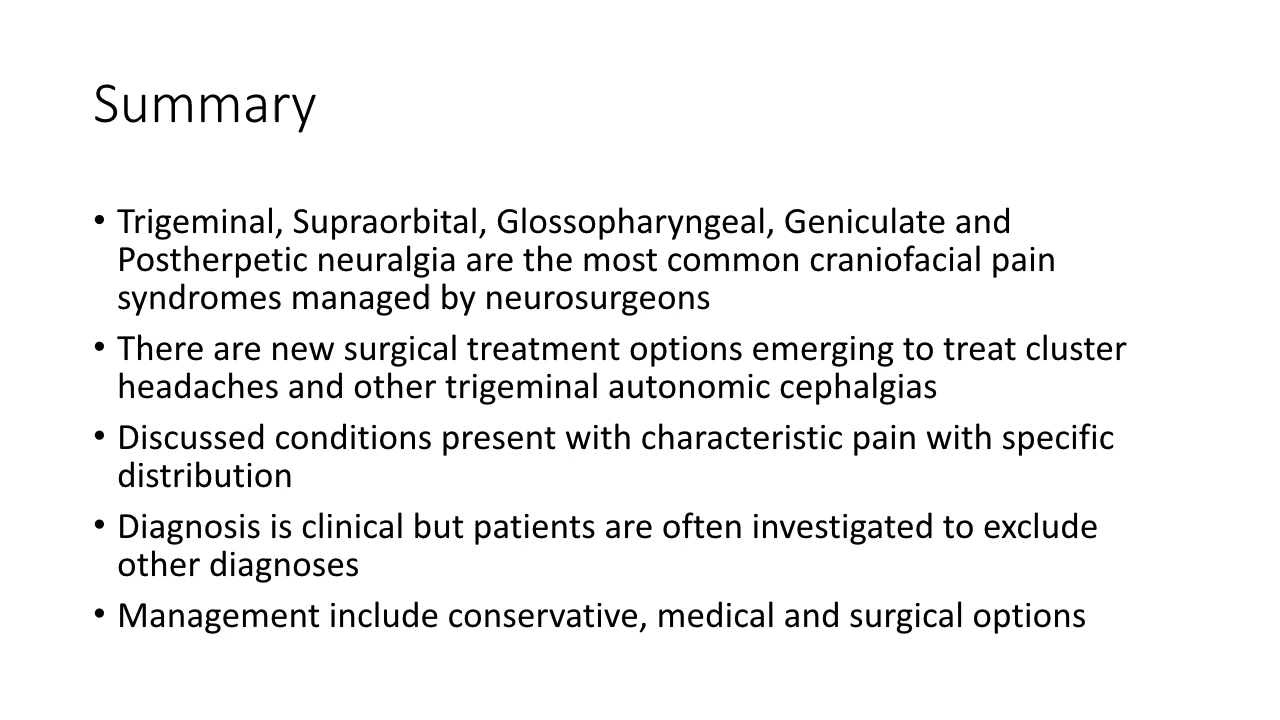 Summary
• Trigeminal, Supraorbital, Glossopharyngeal, Geniculate and
Postherpetic neuralgia are the most common craniofacial pain
syndromes managed by neurosurgeons
• There are new surgical treatment options emerging to treat cluster
headaches and other trigeminal autonomic cephalgias
• Discussed conditions present with characteristic pain with specific
distribution
• Diagnosis is clinical but patients are often investigated to exclude
other diagnoses
• Management include conservative, medical and surgical options